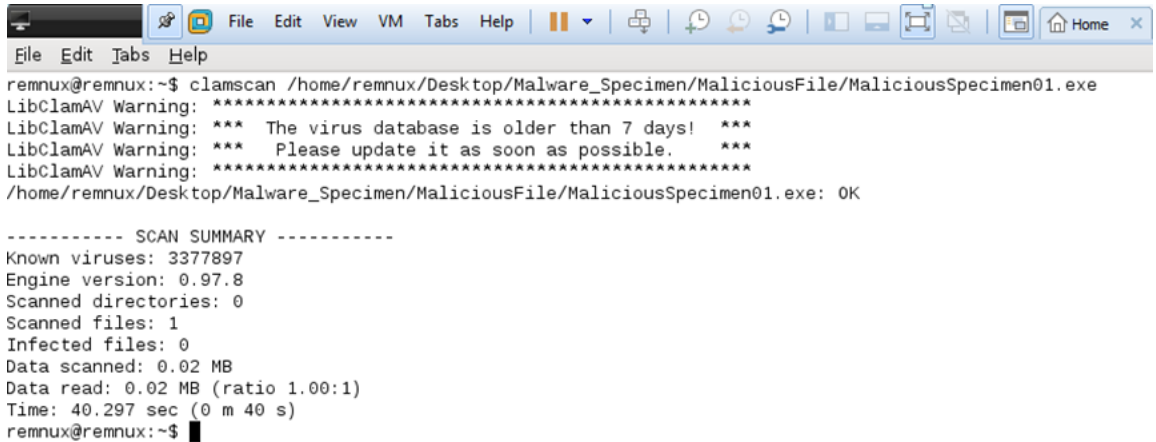 File Edit View VM Tabs Help Home
File Edit Tabs Help
remnux@remnux:~$ clamscan /home/remnux/Desktop/Malware_Specimen/MaliciousFile/MaliciousSpecimen01.exe
LibClamAV Warning: **************************************************
LibClamAV Warning: ***  The virus database is older than 7 days!  ***
LibClamAV Warning: ***   Please update it as soon as possible.    ***
LibClamAV Warning: **************************************************
/home/remnux/Desktop/Malware_Specimen/MaliciousFile/MaliciousSpecimen01.exe: OK
----------- SCAN SUMMARY -----------
Known viruses: 3377897
Engine version: 0.97.8
Scanned directories: 0
Scanned files: 1
Infected files: 0
Data scanned: 0.02 MB
Data read: 0.02 MB (ratio 1.00:1)
Time: 40.297 sec (0 m 40 s)
remnux@remnux:~$